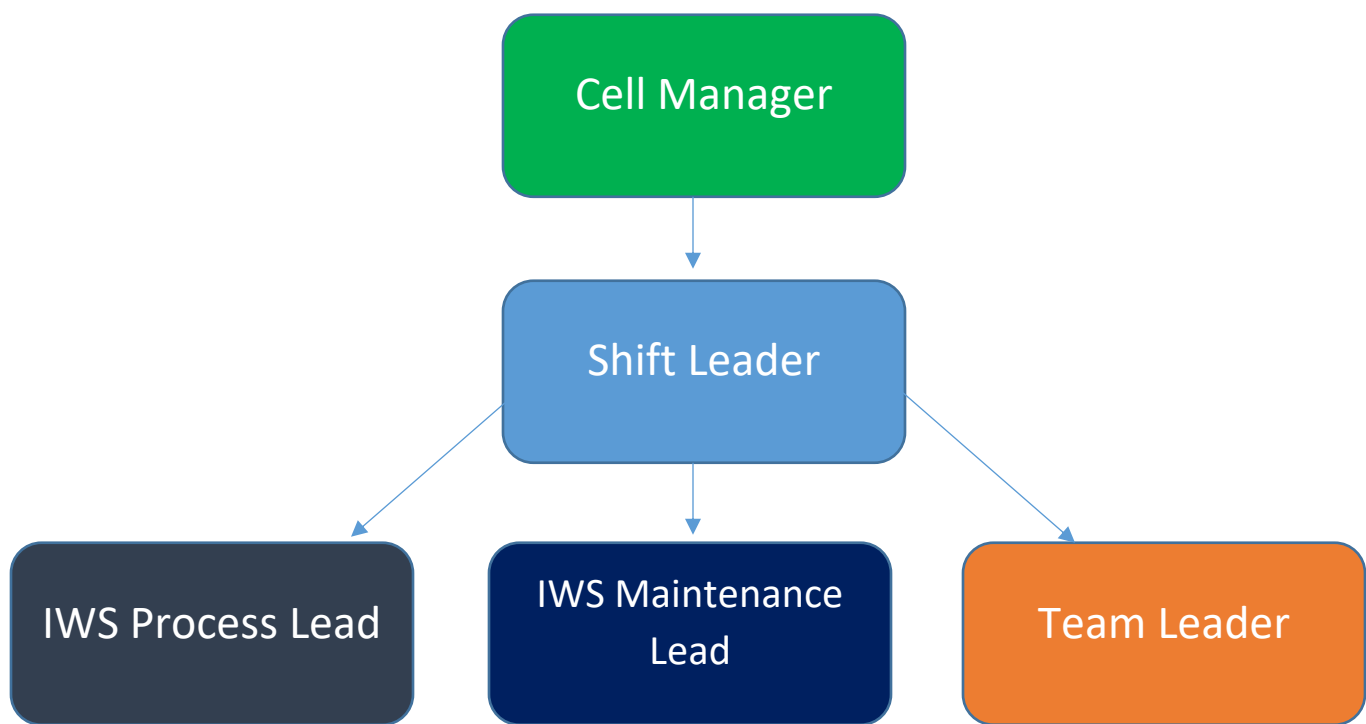 Cell Manager
Shift Leader
IWS Process Lead
IWS Maintenance
Lead
Team Leader